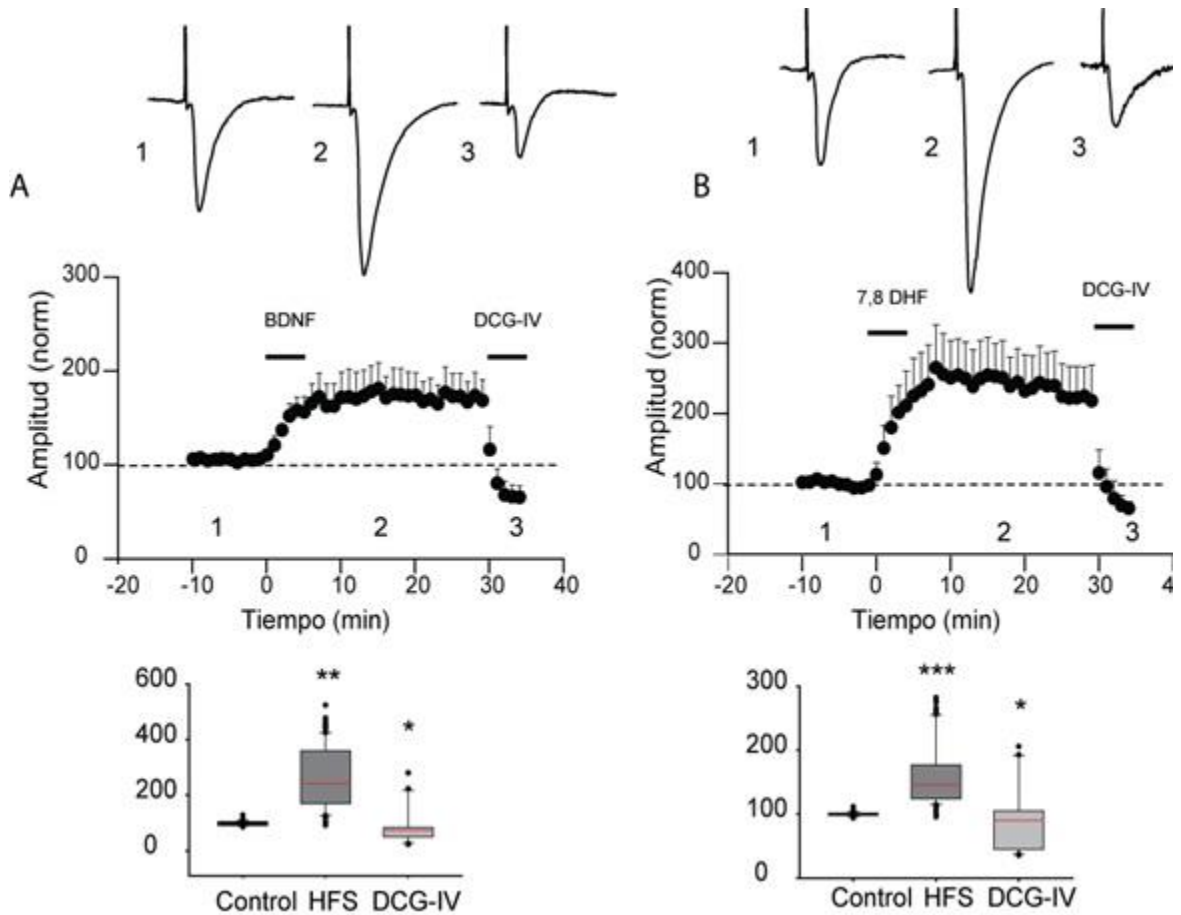 1 2 3
A
Amplitud (norm)
300
200
100
0
BDNF
DCG-IV
1 2 3
-20 -10 0 10 20 30 40
Tiempo (min)
600
400
200
0
** *
Control HFS DCG-IV
1 2 3
B
Amplitud (norm)
400
300
200
100
0
7,8 DHF
DCG-IV
1 2 3
-20 -10 0 10 20 30 40
Tiempo (min)
300
200
100
0
*** *
Control HFS DCG-IV